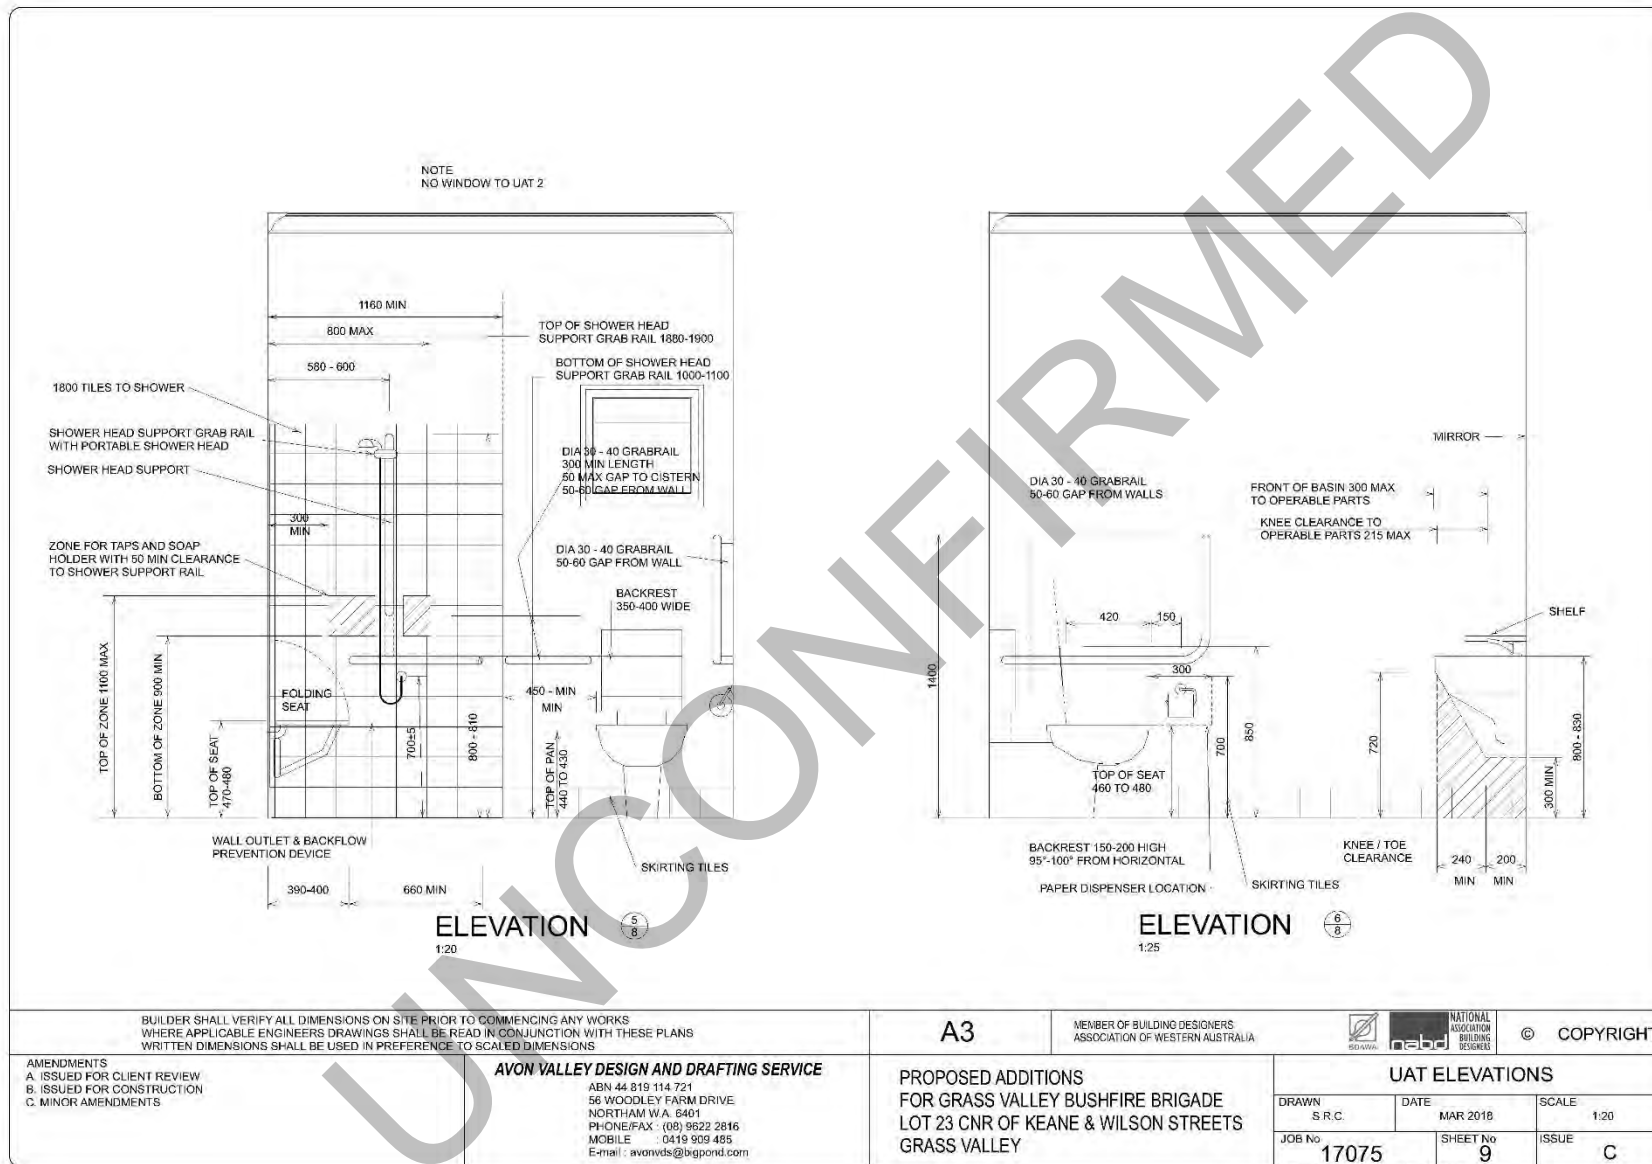 NOTE
NO WINDOW TO UAT 2
1160 MIN
800 MAX
580 - 600
TOP OF SHOWER HEAD
SUPPORT GRAB RAIL 1880-1900
BOTTOM OF SHOWER HEAD
SUPPORT GRAB RAIL 1000-1100
1800 TILES TO SHOWER
SHOWER HEAD SUPPORT GRAB RAIL
WITH PORTABLE SHOWER HEAD
SHOWER HEAD SUPPORT
300
MIN
ZONE FOR TAPS AND SOAP
HOLDER WITH 50 MIN CLEARANCE
TO SHOWER SUPPORT RAIL
DIA 30 - 40 GRABRAIL
300 MIN LENGTH
50 MAX GAP TO CISTERN
50-60 GAP FROM WALL
DIA 30 - 40 GRABRAIL
50-60 GAP FROM WALL
BACKREST
350-400 WIDE
TOP OF ZONE 1100 MAX
BOTTOM OF ZONE 900 MIN
FOLDING
SEAT
TOP OF SEAT
470-480
700±5
800 - 810
450 - MIN
MIN
TOP OF PAN
440 TO 430
WALL OUTLET & BACKFLOW
PREVENTION DEVICE
SKIRTING TILES
390-400
660 MIN
ELEVATION
5
8
1:20
MIRROR
DIA 30 - 40 GRABRAIL
50-60 GAP FROM WALLS
FRONT OF BASIN 300 MAX
TO OPERABLE PARTS
KNEE CLEARANCE TO
OPERABLE PARTS 215 MAX
SHELF
1400
420
150
300
700
850
720
TOP OF SEAT
460 TO 480
300 MIN
800 - 830
BACKREST 150-200 HIGH
95°-100° FROM HORIZONTAL
PAPER DISPENSER LOCATION
SKIRTING TILES
KNEE / TOE
CLEARANCE
240
MIN
200
MIN
ELEVATION
6
8
1:25
UNCONFIRMED
BUILDER SHALL VERIFY ALL DIMENSIONS ON SITE PRIOR TO COMMENCING ANY WORKS
WHERE APPLICABLE ENGINEERS DRAWINGS SHALL BE READ IN CONJUNCTION WITH THESE PLANS
WRITTEN DIMENSIONS SHALL BE USED IN PREFERENCE TO SCALED DIMENSIONS
A3
MEMBER OF BUILDING DESIGNERS
ASSOCIATION OF WESTERN AUSTRALIA
BDAWA
nabd
NATIONAL
ASSOCIATION
BUILDING
DESIGNERS
© COPYRIGHT
AMENDMENTS
A. ISSUED FOR CLIENT REVIEW
B. ISSUED FOR CONSTRUCTION
C. MINOR AMENDMENTS
AVON VALLEY DESIGN AND DRAFTING SERVICE
ABN 44 819 114 721
56 WOODLEY FARM DRIVE
NORTHAM W.A. 6401
PHONE/FAX : (08) 9622 2816
MOBILE : 0419 909 485
E-mail : avonvds@bigpond.com
PROPOSED ADDITIONS
FOR GRASS VALLEY BUSHFIRE BRIGADE
LOT 23 CNR OF KEANE & WILSON STREETS
GRASS VALLEY
UAT ELEVATIONS
DRAWN
S.R.C.
DATE
MAR 2018
SCALE
1:20
JOB No
17075
SHEET No
9
ISSUE
C